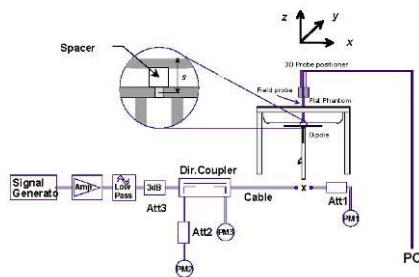 z
y
x
Spacer
s
3D Probe positioner
Field probe
Flat Phantom
Dipole
Signal
Generato
Amp
Low
Pass
3dB
Att3
Dir.Coupler
Cable
x
Att1
PM1
Att2
PM3
PM2
PC